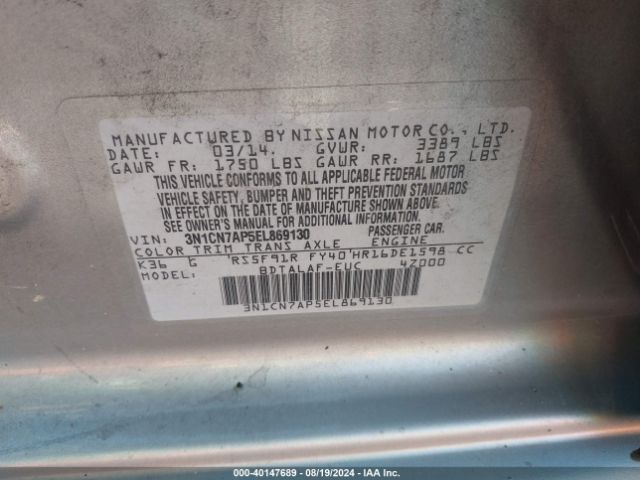 MANUFACTURED BY NISSAN MOTOR CO., LTD.
DATE: 03/14. GVWR: 3389 LBS
GAWR FR: 1750 LBS GAWR RR: 1687 LBS
THIS VEHICLE CONFORMS TO ALL APPLICABLE FEDERAL MOTOR
VEHICLE SAFETY, BUMPER AND THEFT PREVENTION STANDARDS
IN EFFECT ON THE DATE OF MANUFACTURE SHOWN ABOVE.
SEE OWNER'S MANUAL FOR ADDITIONAL INFORMATION.
VIN: 3N1CN7AP5EL869130 PASSENGER CAR.
COLOR TRIM TRANS AXLE ENGINE
K36 G RS5F91R FY40 HR16DE1598 CC
MODEL: BDTALAF-EUC 47000
3N1CN7AP5EL869130
000-40147689 - 08/19/2024 - IAA Inc.